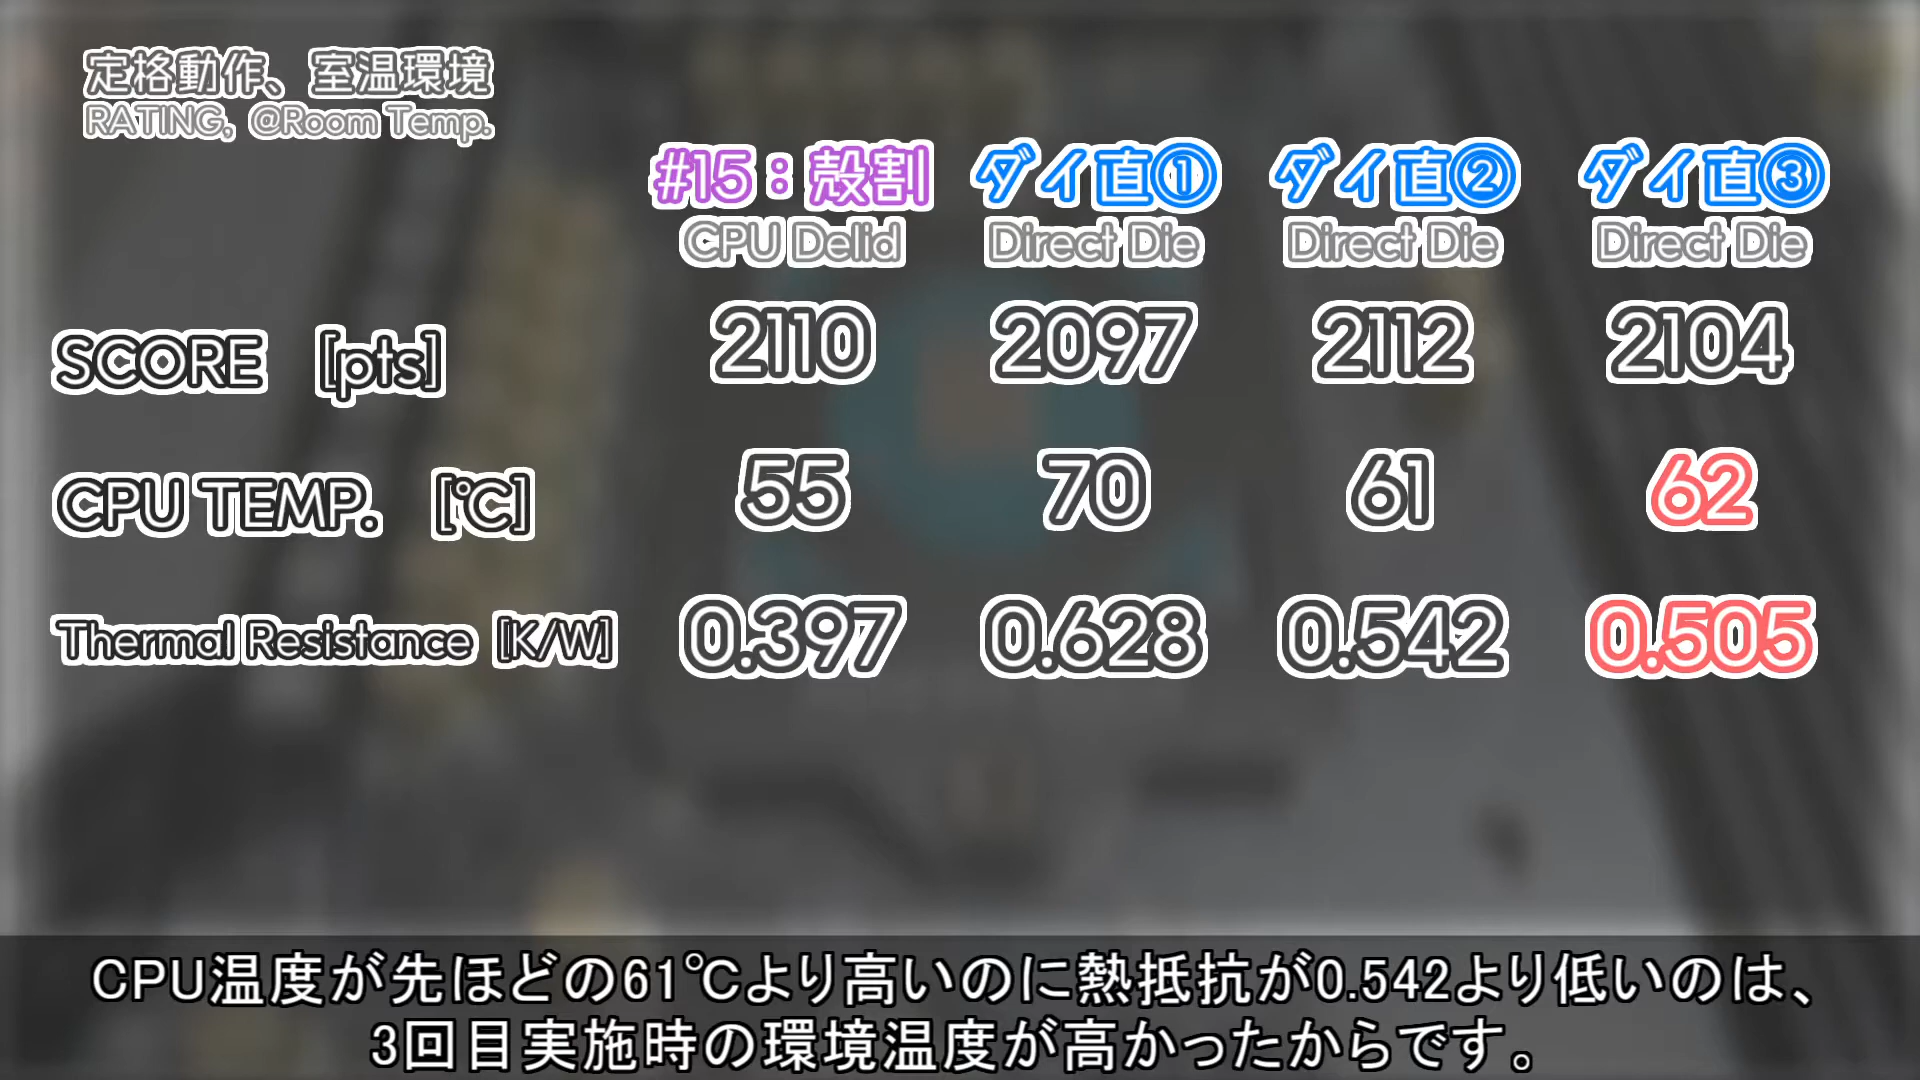 定格動作、室温環境
RATING, @Room Temp.
#15：殻割 ダイ直① ダイ直② ダイ直③
CPU Delid Direct Die Direct Die Direct Die
SCORE [pts] 2110 2097 2112 2104
CPU TEMP. [℃] 55 70 61 62
Thermal Resistance [K/W] 0.397 0.628 0.542 0.505
CPU温度が先ほどの61℃より高いのに熱抵抗が0.542より低いのは、
3回目実施時の環境温度が高かったからです。